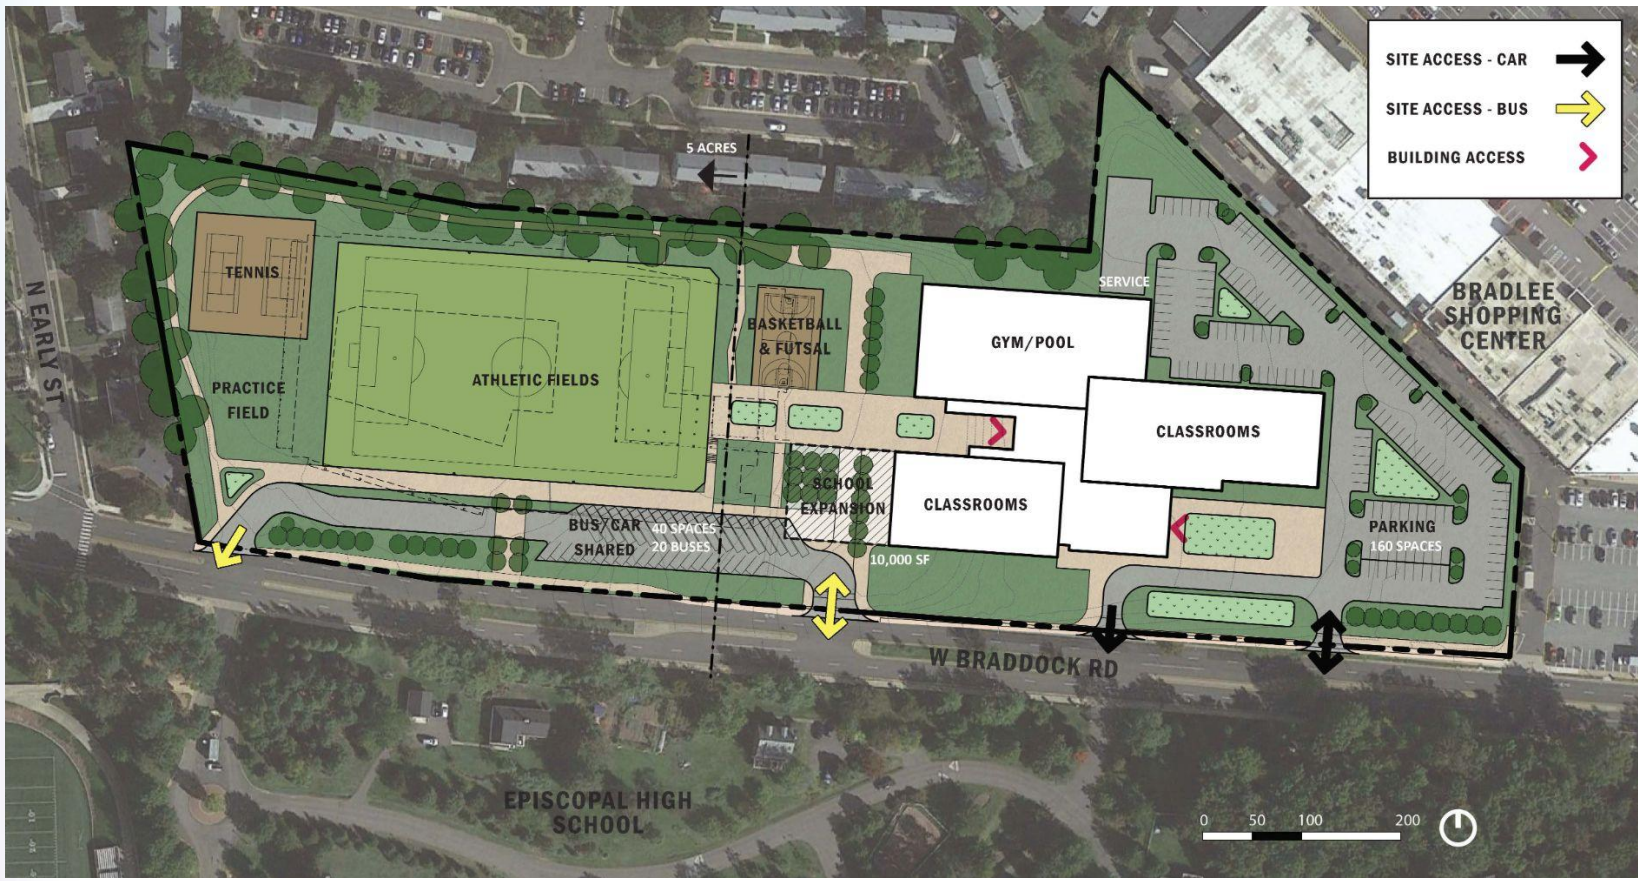 SITE ACCESS - CAR
SITE ACCESS - BUS
BUILDING ACCESS
5 ACRES
TENNIS
SERVICE
BRADLEE
SHOPPING
CENTER
N EARLY ST
BASKETBALL
& FUTSAL
GYM/POOL
PRACTICE
FIELD
ATHLETIC FIELDS
CLASSROOMS
SCHOOL
EXPANSION
CLASSROOMS
BUS/CAR
SHARED
40 SPACES
20 BUSES
PARKING
160 SPACES
10,000 SF
W BRADDOCK RD
EPISCOPAL HIGH
SCHOOL
0 50 100 200